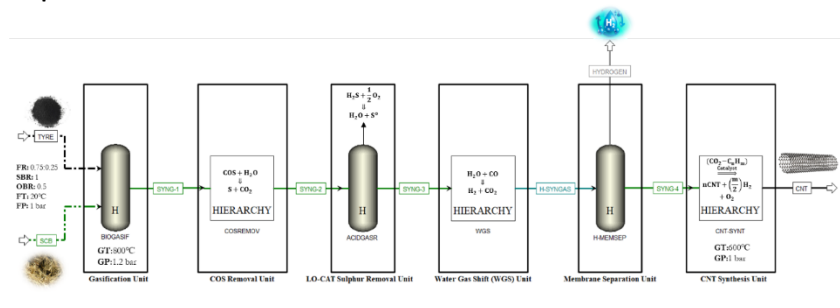 H₂
HYDROGEN
TYRE
FR: 0.75:0.25
SBR: 1
OBR: 0.5
FT: 20°C
FP: 1 bar
SCB
H
BIOGASIF
GT:800°C
GP:1.2 bar
Gasification Unit
SYNG-1
COS + H₂O
⇓
S + CO₂
HIERARCHY
COSREMOV
COS Removal Unit
SYNG-2
H₂S + 1/2 O₂
⇓
H₂O + S°
H
ACIDGASR
LO-CAT Sulphur Removal Unit
SYNG-3
H₂O + CO
⇓
H₂ + CO₂
HIERARCHY
WGS
Water Gas Shift (WGS) Unit
H-SYNGAS
H
H-MEMSEP
Membrane Separation Unit
SYNG-4
(CO₂ − CₙHₘ)
Catalyst
⟹
nCNT + (m/2) H₂
+ O₂
HIERARCHY
CNT-SYNT
GT:600°C
GP:1 bar
CNT Synthesis Unit
CNT